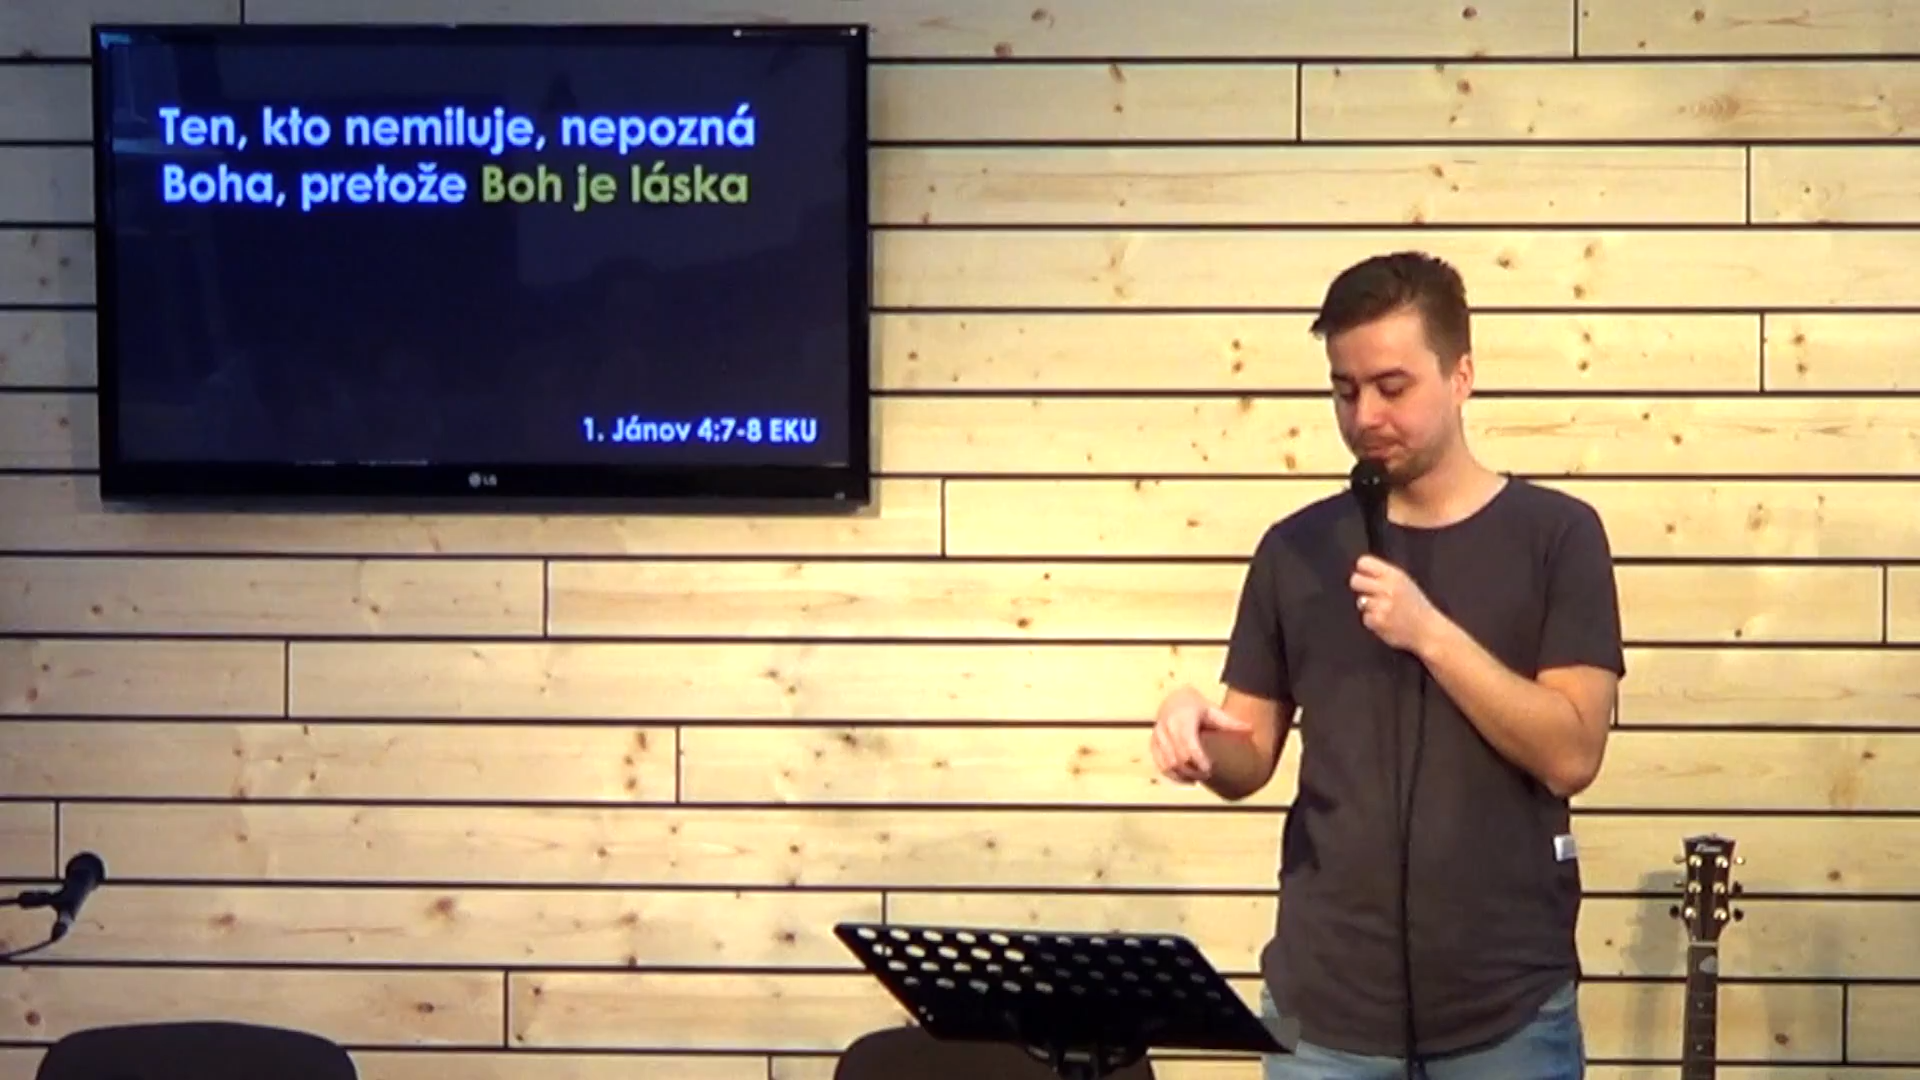 Ten, kto nemiluje, nepozná
Boha, pretože Boh je láska
1. Jánov 4:7-8 EKU
LG